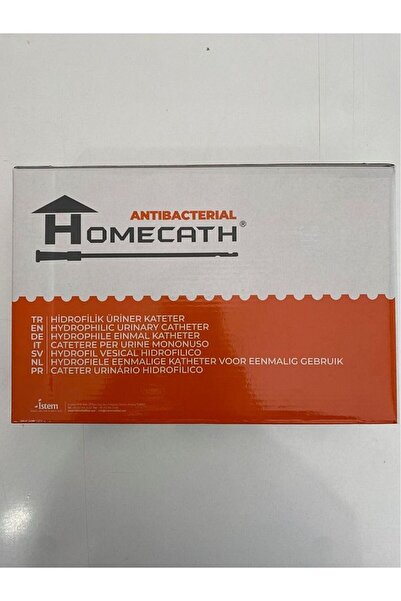 ANTIBACTERIAL
HOMECATH®
TR HİDROFİLİK ÜRİNER KATETER
EN HYDROPHILIC URINARY CATHETER
DE HYDROPHILE EINMAL KATHETER
IT CATETERE PER URINE MONONUSO
SV HYDROFIL VESICAL HIDROFILICO
NL HYDROFIELE EENMALIGE KATHETER VOOR EENMALIG GEBRUIK
PR CATETER URINÁRIO HIDROFÍLICO
istem